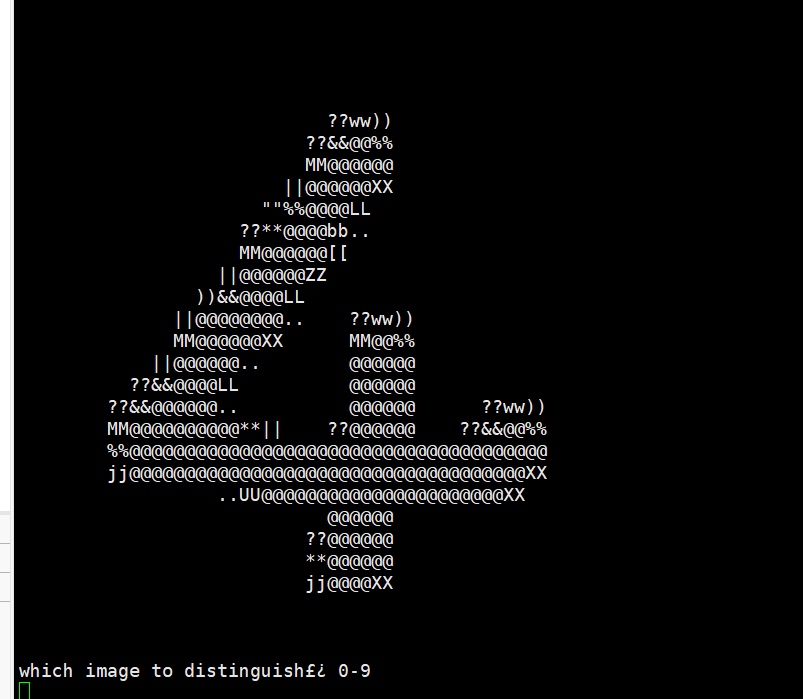 ??ww))
??&&@@%%
MM@@@@@@
||@@@@@@XX
""%%@@@@LL
??**@@@@bb..
MM@@@@@@[[
||@@@@@@ZZ
))&&@@@@LL
||@@@@@@@@.. ??ww))
MM@@@@@@XX MM@@%%
||@@@@@@.. @@@@@@
??&&@@@@LL @@@@@@
??&&@@@@@@.. @@@@@@ ??ww))
MM@@@@@@@@@@**|| ??@@@@@@ ??&&@@%%
%%@@@@@@@@@@@@@@@@@@@@@@@@@@@@@@@@@@@@@@
jj@@@@@@@@@@@@@@@@@@@@@@@@@@@@@@@@@@@@XX
..UU@@@@@@@@@@@@@@@@@@@@@@XX
@@@@@@
??@@@@@@
**@@@@@@
jj@@@@XX
which image to distinguish£¿ 0-9